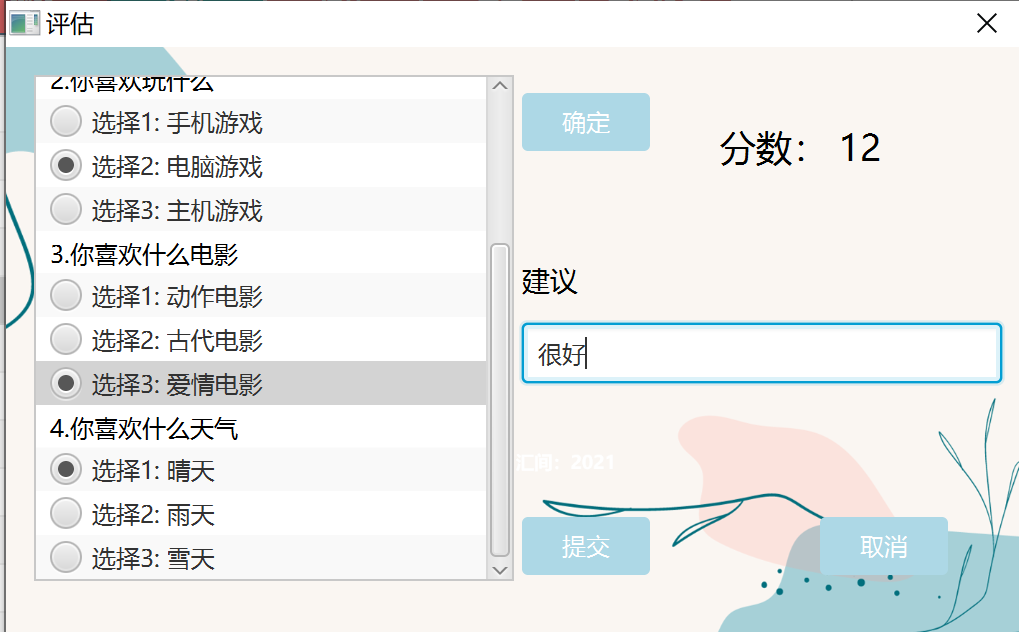 评估
2.你喜欢玩什么
选择1: 手机游戏
选择2: 电脑游戏
选择3: 主机游戏
3.你喜欢什么电影
选择1: 动作电影
选择2: 古代电影
选择3: 爱情电影
4.你喜欢什么天气
选择1: 晴天
选择2: 雨天
选择3: 雪天
确定
分数： 12
建议
很好
汇间：2021
提交
取消